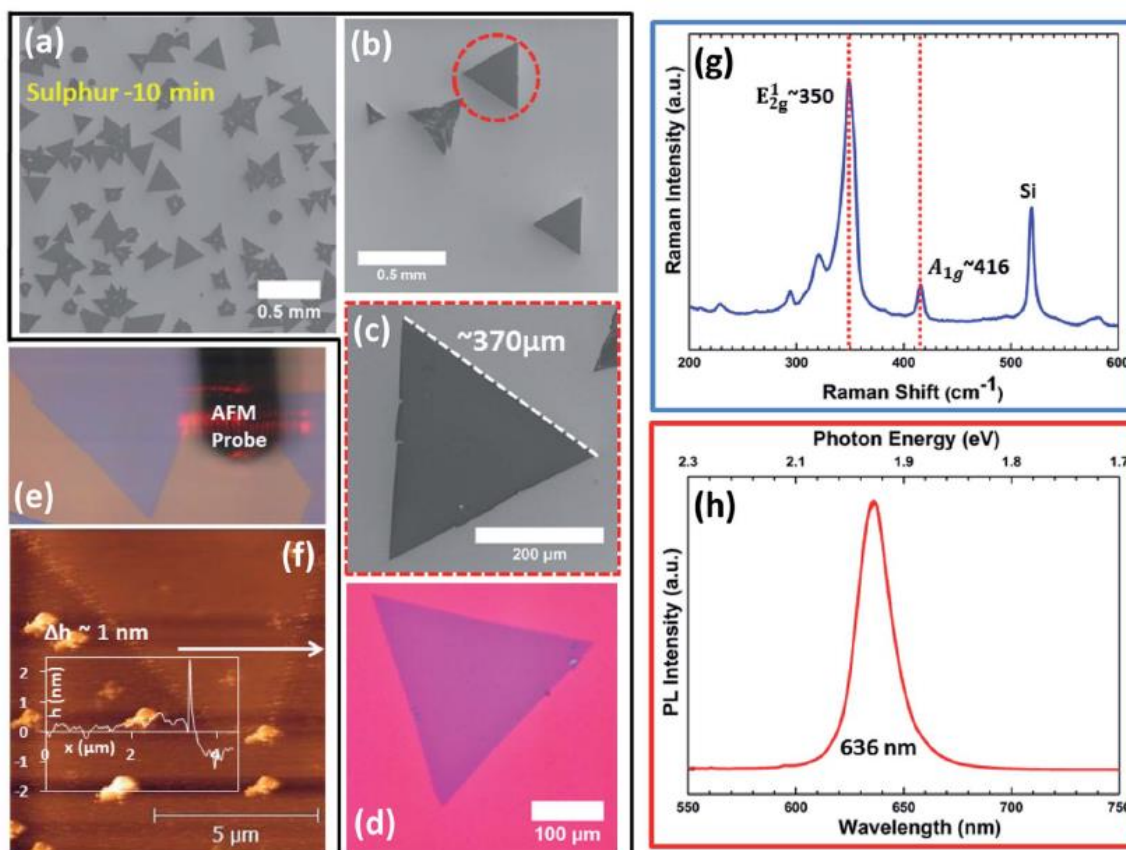 (a)
Sulphur -10 min
0.5 mm
(b)
0.5 mm
(c)
~370µm
200 µm
(d)
100 µm
(e)
AFM
Probe
(f)
Δh ~ 1 nm
h (nm)
2
1
0
-1
-2
x (µm)
0 2 4
5 µm
(g)
E¹₂g~350
A₁g~416
Si
Raman Intensity (a.u.)
200 300 400 500 600
Raman Shift (cm⁻¹)
Photon Energy (eV)
2.3 2.1 1.9 1.8 1.7
(h)
PL Intensity (a.u.)
636 nm
550 600 650 700 750
Wavelength (nm)